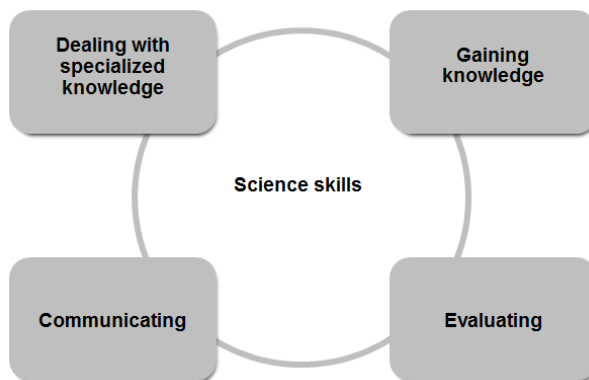 Dealing with
specialized
knowledge
Gaining
knowledge
Science skills
Communicating
Evaluating